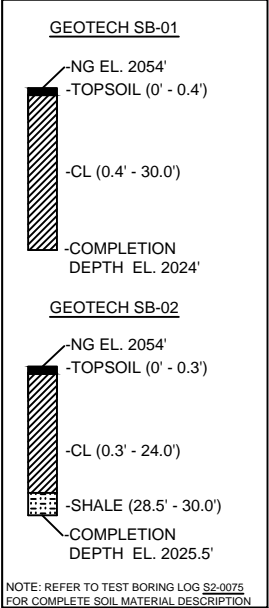 GEOTECH SB-01
-NG EL. 2054'
-TOPSOIL (0' - 0.4')
-CL (0.4' - 30.0')
-COMPLETION
DEPTH EL. 2024'
GEOTECH SB-02
-NG EL. 2054'
-TOPSOIL (0' - 0.3')
-CL (0.3' - 24.0')
-SHALE (28.5' - 30.0')
-COMPLETION
DEPTH EL. 2025.5'
NOTE: REFER TO TEST BORING LOG S2-0075
FOR COMPLETE SOIL MATERIAL DESCRIPTION